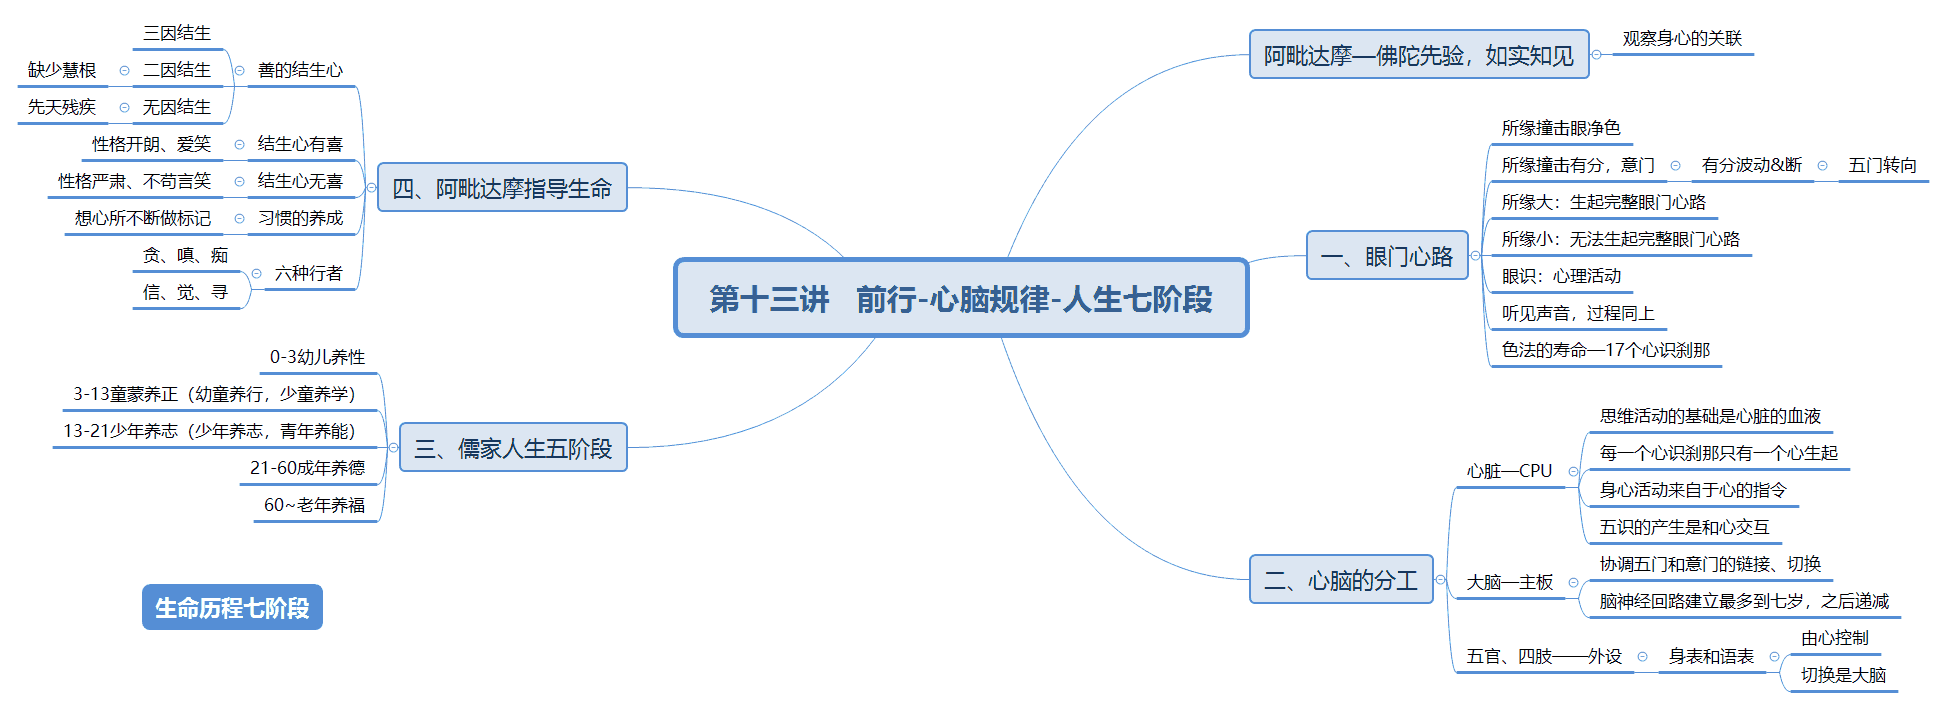 第十三讲　前行-心脑规律-人生七阶段
阿毗达摩—佛陀先验，如实知见
观察身心的关联
一、眼门心路
所缘撞击眼净色
所缘撞击有分，意门
有分波动&断
五门转向
所缘大：生起完整眼门心路
所缘小：无法生起完整眼门心路
眼识：心理活动
听见声音，过程同上
色法的寿命—17个心识刹那
二、心脑的分工
心脏—CPU
思维活动的基础是心脏的血液
每一个心识刹那只有一个心生起
身心活动来自于心的指令
五识的产生是和心交互
大脑—主板
协调五门和意门的链接、切换
脑神经回路建立最多到七岁，之后递减
五官、四肢——外设
身表和语表
由心控制
切换是大脑
三、儒家人生五阶段
0-3幼儿养性
3-13童蒙养正（幼童养行，少童养学）
13-21少年养志（少年养志，青年养能）
21-60成年养德
60~老年养福
四、阿毗达摩指导生命
善的结生心
三因结生
二因结生
缺少慧根
无因结生
先天残疾
结生心有喜
性格开朗、爱笑
结生心无喜
性格严肃、不苟言笑
习惯的养成
想心所不断做标记
六种行者
贪、嗔、痴
信、觉、寻
生命历程七阶段